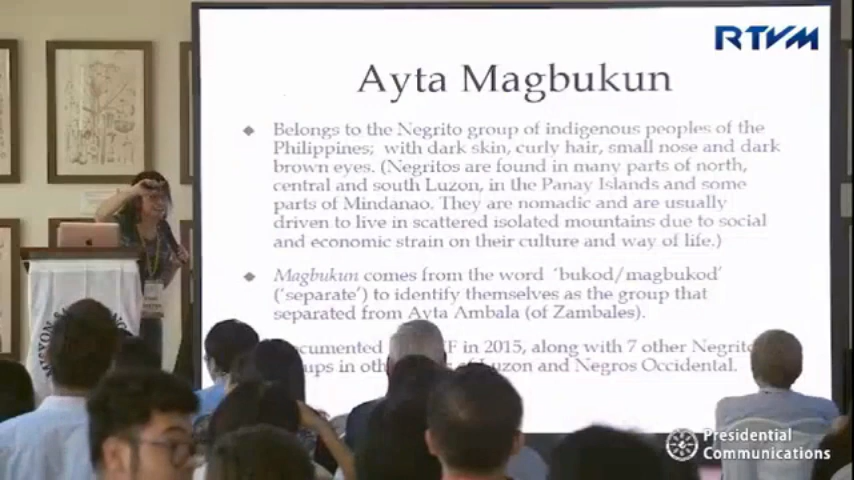 RTVM
Ayta Magbukun
Belongs to the Negrito group of indigenous peoples of the
Philippines; with dark skin, curly hair, small nose and dark
brown eyes. (Negritos are found in many parts of north,
central and south Luzon, in the Panay Islands and some
parts of Mindanao. They are nomadic and are usually
driven to live in scattered isolated mountains due to social
and economic strain on their culture and way of life.)
Magbukun comes from the word 'bukod/magbukod'
('separate') to identify themselves as the group that
separated from Ayta Ambala (of Zambales).
in 2015, along with 7 other Negrito
in of Luzon and Negros Occidental.
Presidential
Communications